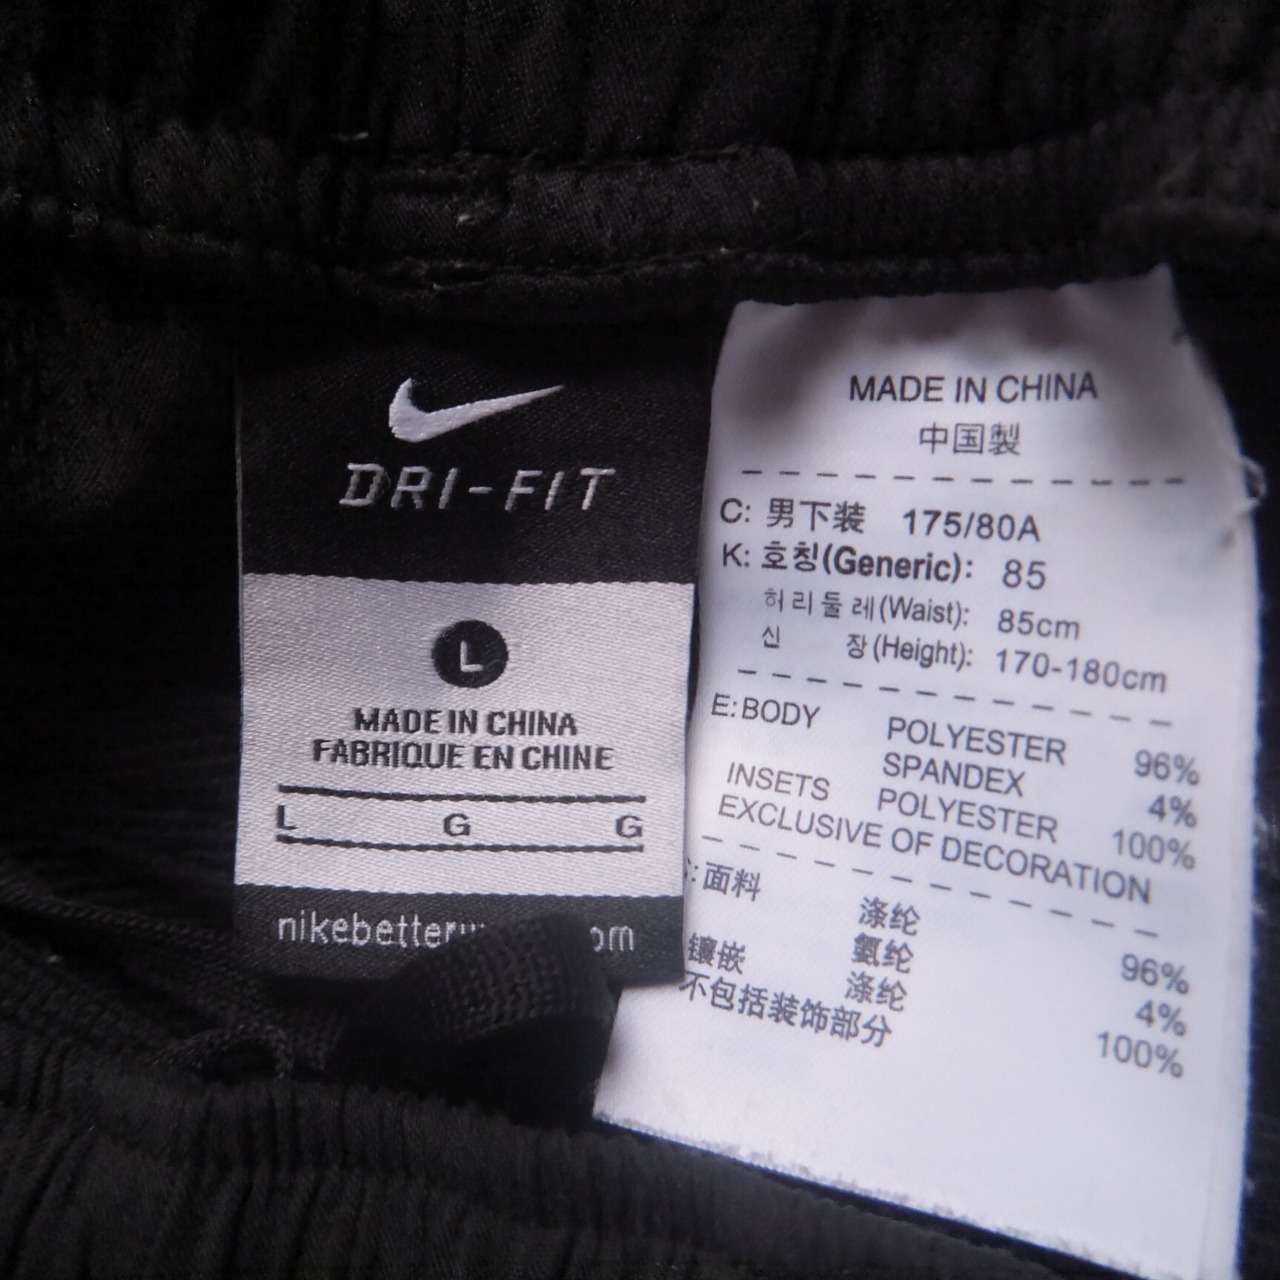 DRI-FIT
L
MADE IN CHINA
FABRIQUE EN CHINE
L G G
MADE IN CHINA
中国製
C: 男下装 175/80A
K: 호칭(Generic): 85
허리둘레(Waist): 85cm
신 장(Height): 170-180cm
E: BODY POLYESTER 96%
SPANDEX 4%
INSETS POLYESTER 100%
EXCLUSIVE OF DECORATION
: 面料 涤纶 96%
氨纶 4%
镶嵌 涤纶 100%
不包括装饰部分